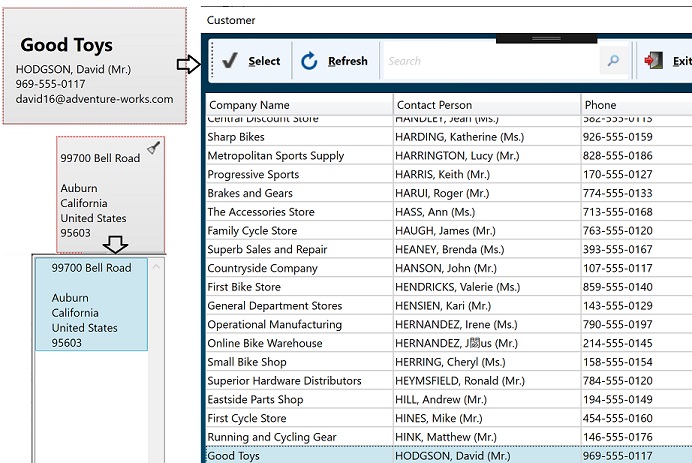 Good Toys
HODGSON, David (Mr.)
969-555-0117
david16@adventure-works.com
99700 Bell Road
Auburn
California
United States
95603
99700 Bell Road
Auburn
California
United States
95603
Customer
Select Refresh Search Exit
Company Name Contact Person Phone
Central Discount Store HANDLEY, Jean (Ms.) 582-555-0113
Sharp Bikes HARDING, Katherine (Ms.) 926-555-0159
Metropolitan Sports Supply HARRINGTON, Lucy (Mr.) 828-555-0186
Progressive Sports HARRIS, Keith (Mr.) 170-555-0127
Brakes and Gears HARUI, Roger (Mr.) 774-555-0133
The Accessories Store HASS, Ann (Ms.) 713-555-0168
Family Cycle Store HAUGH, James (Mr.) 763-555-0120
Superb Sales and Repair HEANEY, Brenda (Ms.) 393-555-0167
Countryside Company HANSON, John (Mr.) 107-555-0117
First Bike Store HENDRICKS, Valerie (Ms.) 859-555-0140
General Department Stores HENSIEN, Kari (Mr.) 143-555-0129
Operational Manufacturing HERNANDEZ, Irene (Ms.) 790-555-0197
Online Bike Warehouse HERNANDEZ, (Mr.) 214-555-0145
Small Bike Shop HERRING, Cheryl (Ms.) 158-555-0154
Superior Hardware Distributors HEYMSFIELD, Ronald (Mr.) 784-555-0120
Eastside Parts Shop HILL, Andrew (Mr.) 194-555-0149
First Cycle Store HINES, Mike (Mr.) 454-555-0160
Running and Cycling Gear HINK, Matthew (Mr.) 146-555-0176
Good Toys HODGSON, David (Mr.) 969-555-0117